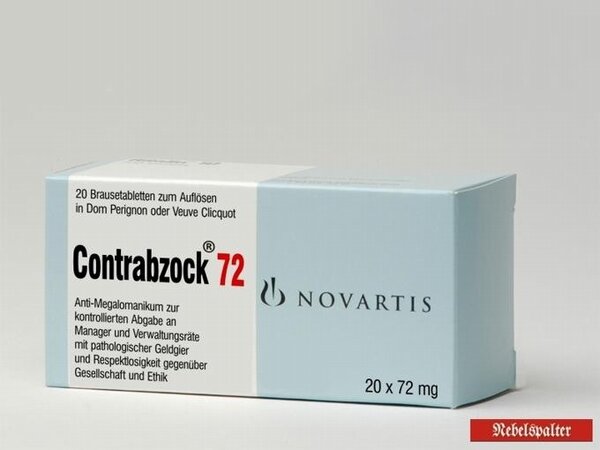 20 Brausetabletten zum Auflösen
in Dom Perignon oder Veuve Clicquot
Contrabzock® 72
Anti-Megalomanikum zur
kontrollierten Abgabe an
Manager und Verwaltungsräte
mit pathologischer Geldgier
und Respektlosigkeit gegenüber
Gesellschaft und Ethik
NOVARTIS
20 x 72 mg
Nebelspalter